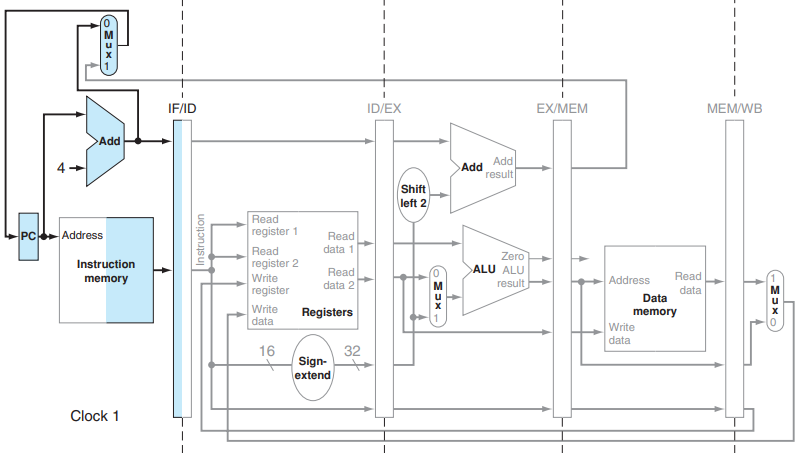 0
M
u
x
1
IF/ID
ID/EX
EX/MEM
MEM/WB
Add
4
Add
Add
result
Shift
left 2
PC
Address
Instruction
memory
Instruction
Read
register 1
Read
register 2
Write
register
Write
data
Read
data 1
Read
data 2
Registers
0
M
u
x
1
Zero
ALU
ALU
result
Address
Read
data
Data
memory
Write
data
1
M
u
x
0
16
Sign-
extend
32
Clock 1